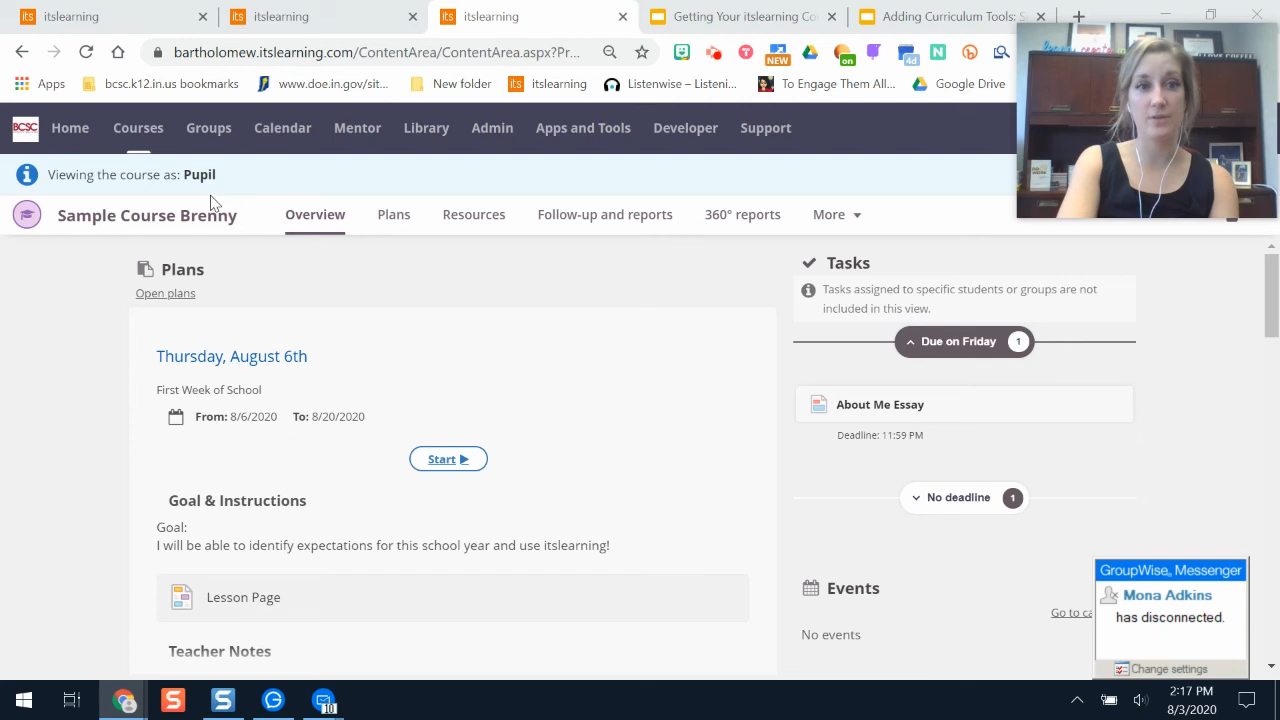 itslearning
itslearning
itslearning
Getting Your itslearning Co
Adding Curriculum Tools: S
bartholomew.itslearning.com/ContentArea/ContentArea.aspx?Pr...
NEW
on
4d
Apps
bcsc.k12.in.us bookmarks
www.doe.in.gov/sit...
New folder
itslearning
Listenwise – Listeni...
To Engage Them All...
Google Drive
BCSC
Home
Courses
Groups
Calendar
Mentor
Library
Admin
Apps and Tools
Developer
Support
Viewing the course as: Pupil
Sample Course Brenny
Overview
Plans
Resources
Follow-up and reports
360° reports
More
Plans
Open plans
Thursday, August 6th
First Week of School
From: 8/6/2020 To: 8/20/2020
Start
Goal & Instructions
Goal:
I will be able to identify expectations for this school year and use itslearning!
Lesson Page
Teacher Notes
Tasks
Tasks assigned to specific students or groups are not
included in this view.
Due on Friday 1
About Me Essay
Deadline: 11:59 PM
No deadline 1
Events
Go to ca
No events
GroupWise Messenger
Mona Adkins
has disconnected.
Change settings
10
2:17 PM
8/3/2020